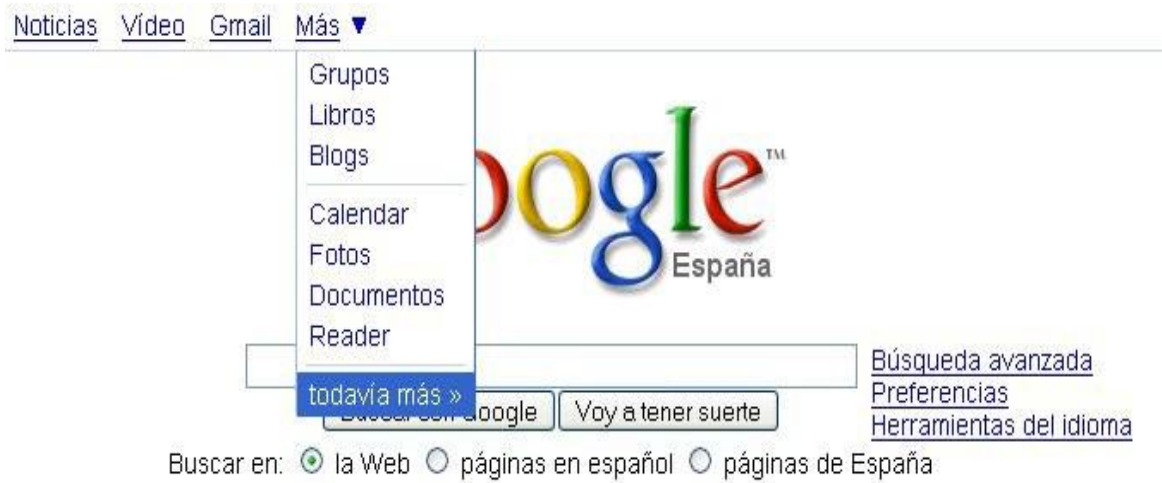 Noticias Vídeo Gmail Más ▼
Grupos
Libros
Blogs
Calendar
Fotos
Documentos
Reader
todavía más »
oogle™
España
Búsqueda avanzada
Preferencias
Herramientas del idioma
Buscar con Google Voy a tener suerte
Buscar en: la Web páginas en español páginas de España